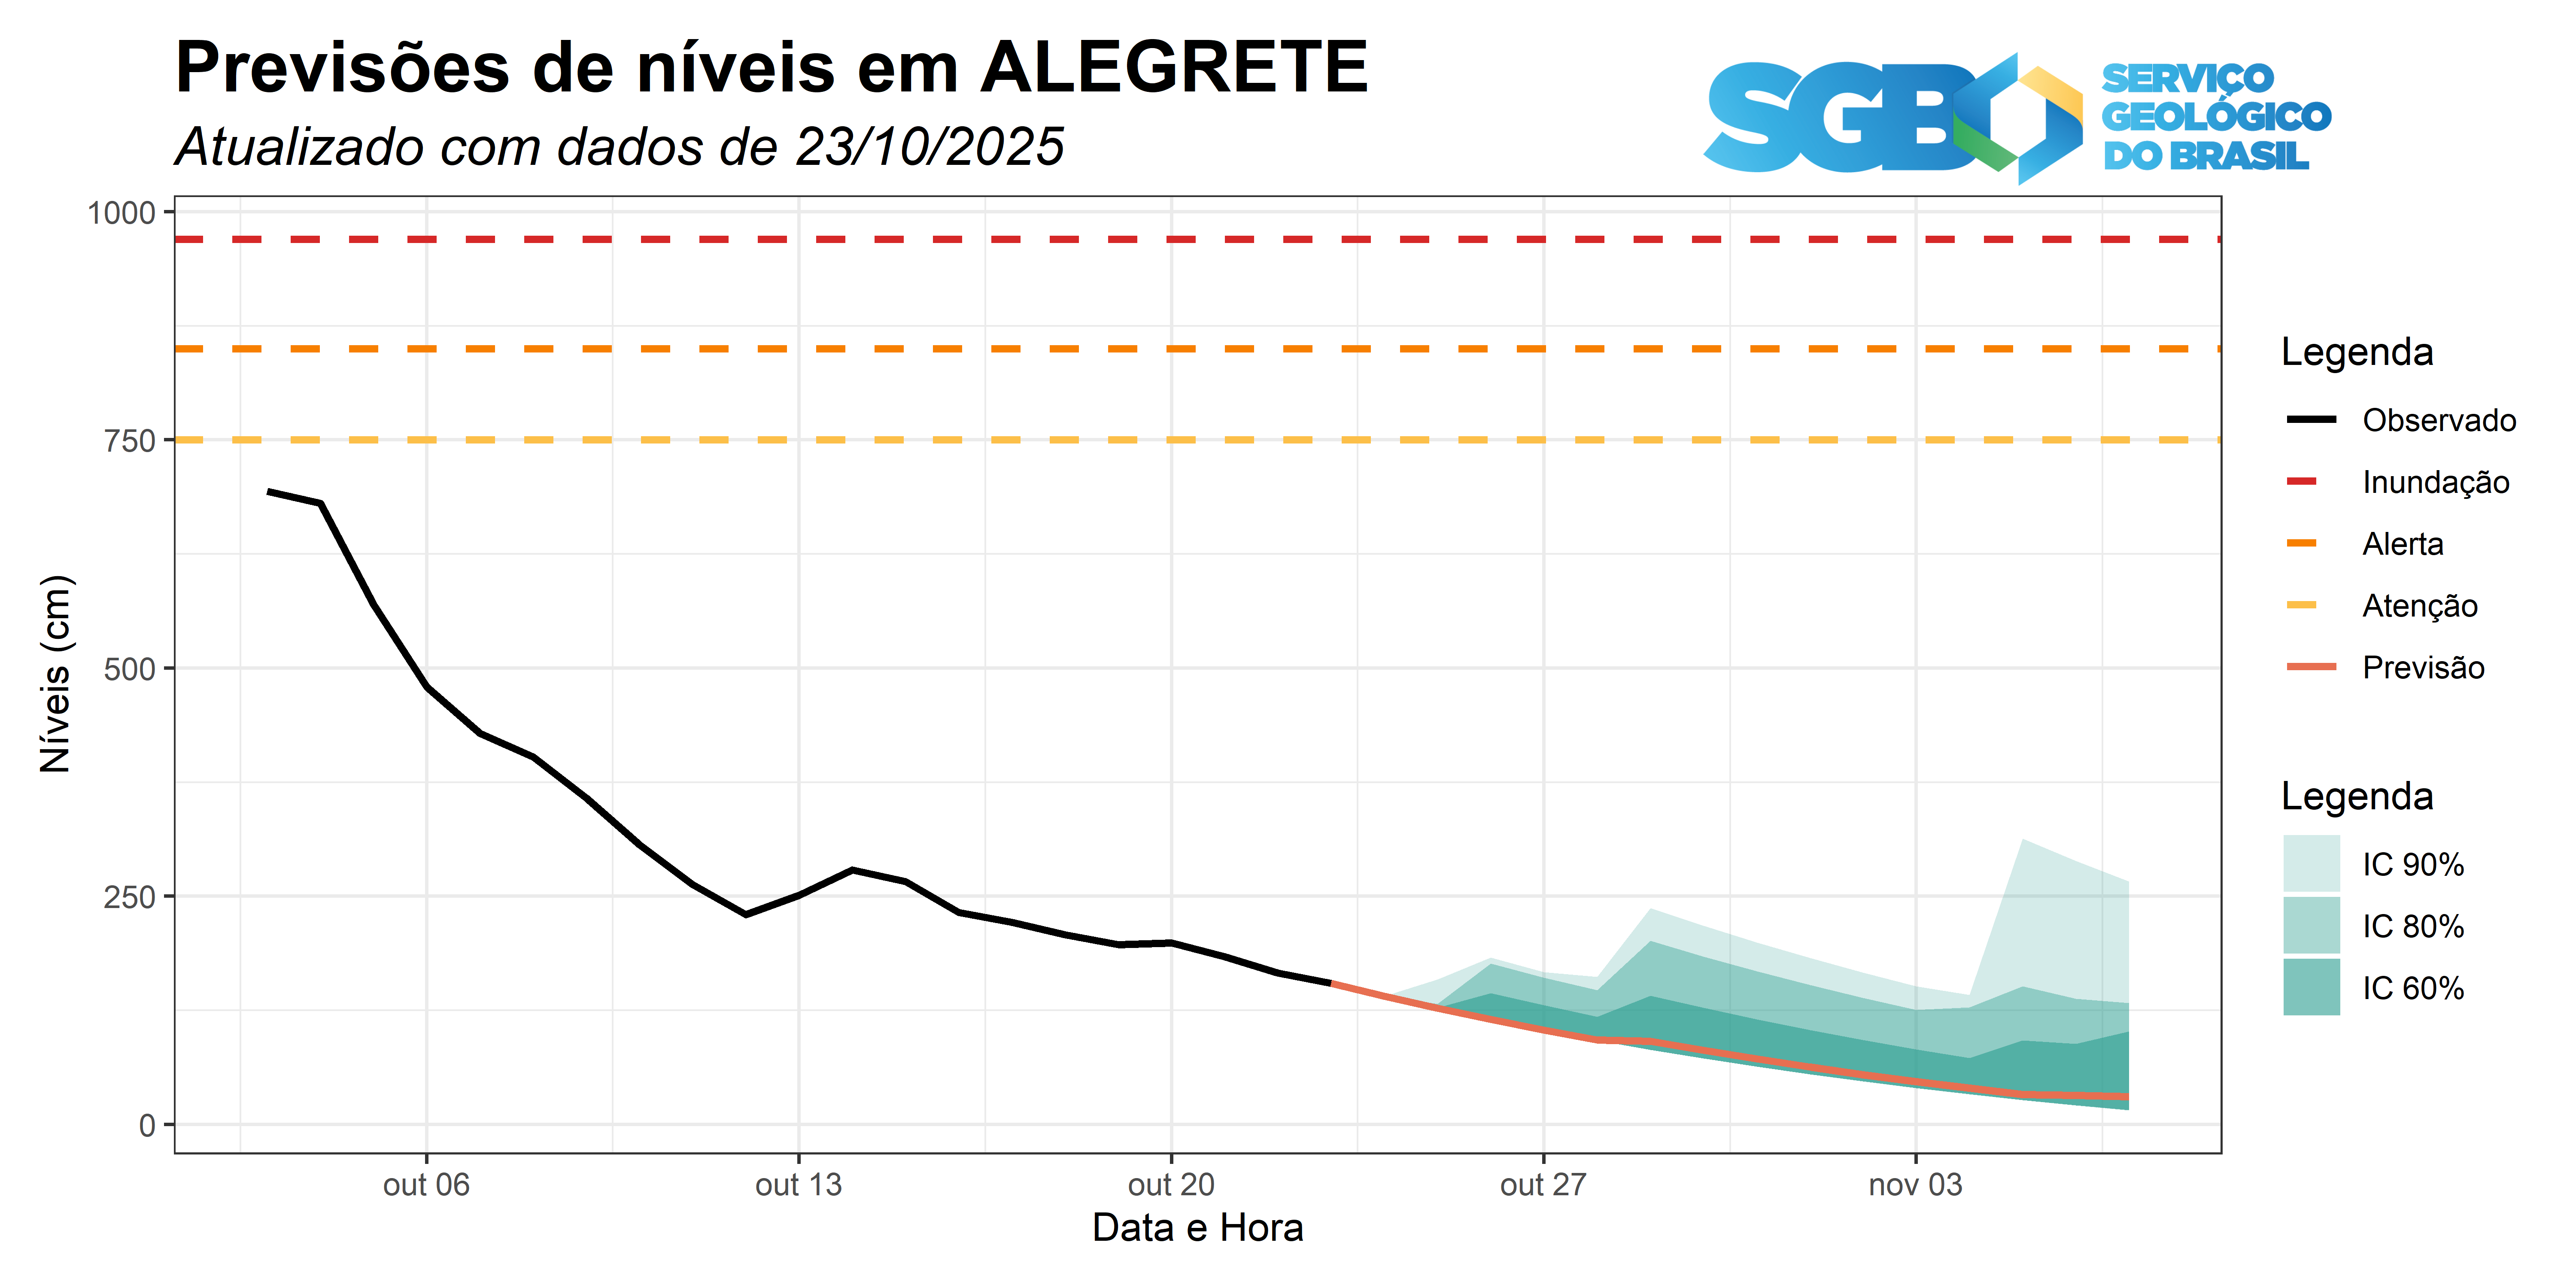 Previsões de níveis em ALEGRETE
Atualizado com dados de 23/10/2025
SGB
SERVIÇO
GEOLÓGICO
DO BRASIL
1000
750
500
250
0
Níveis (cm)
out 06
out 13
out 20
out 27
nov 03
Data e Hora
Legenda
Observado
Inundação
Alerta
Atenção
Previsão
Legenda
IC 90%
IC 80%
IC 60%